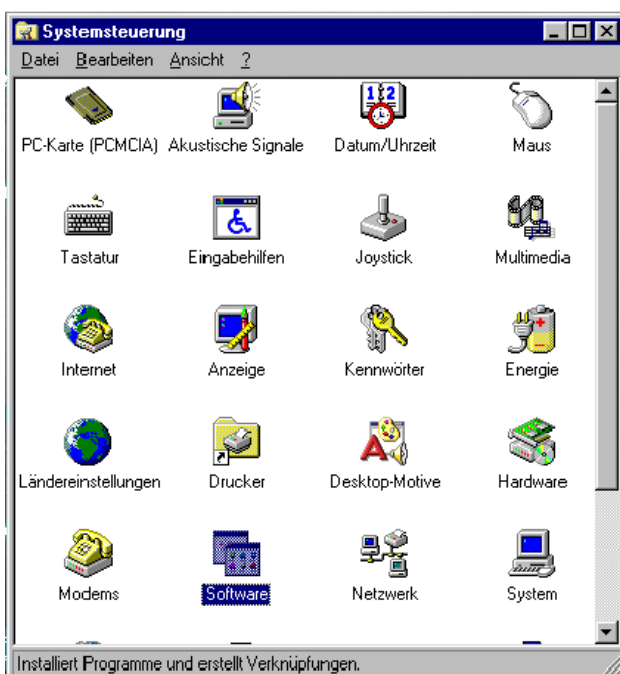 Systemsteuerung
Datei Bearbeiten Ansicht ?
PC-Karte (PCMCIA) Akustische Signale Datum/Uhrzeit Maus
Tastatur Eingabehilfen Joystick Multimedia
Internet Anzeige Kennwörter Energie
Ländereinstellungen Drucker Desktop-Motive Hardware
Modems Software Netzwerk System
Installiert Programme und erstellt Verknüpfungen.